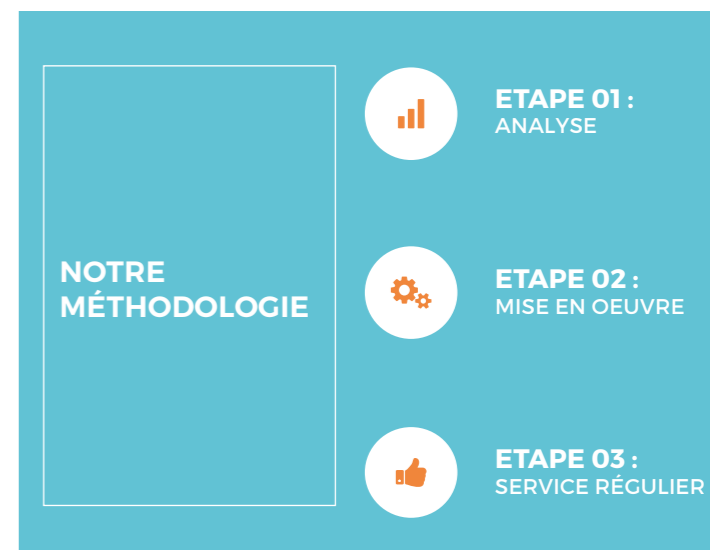 NOTRE
MÉTHODOLOGIE
ETAPE 01 :
ANALYSE
ETAPE 02 :
MISE EN OEUVRE
ETAPE 03 :
SERVICE RÉGULIER